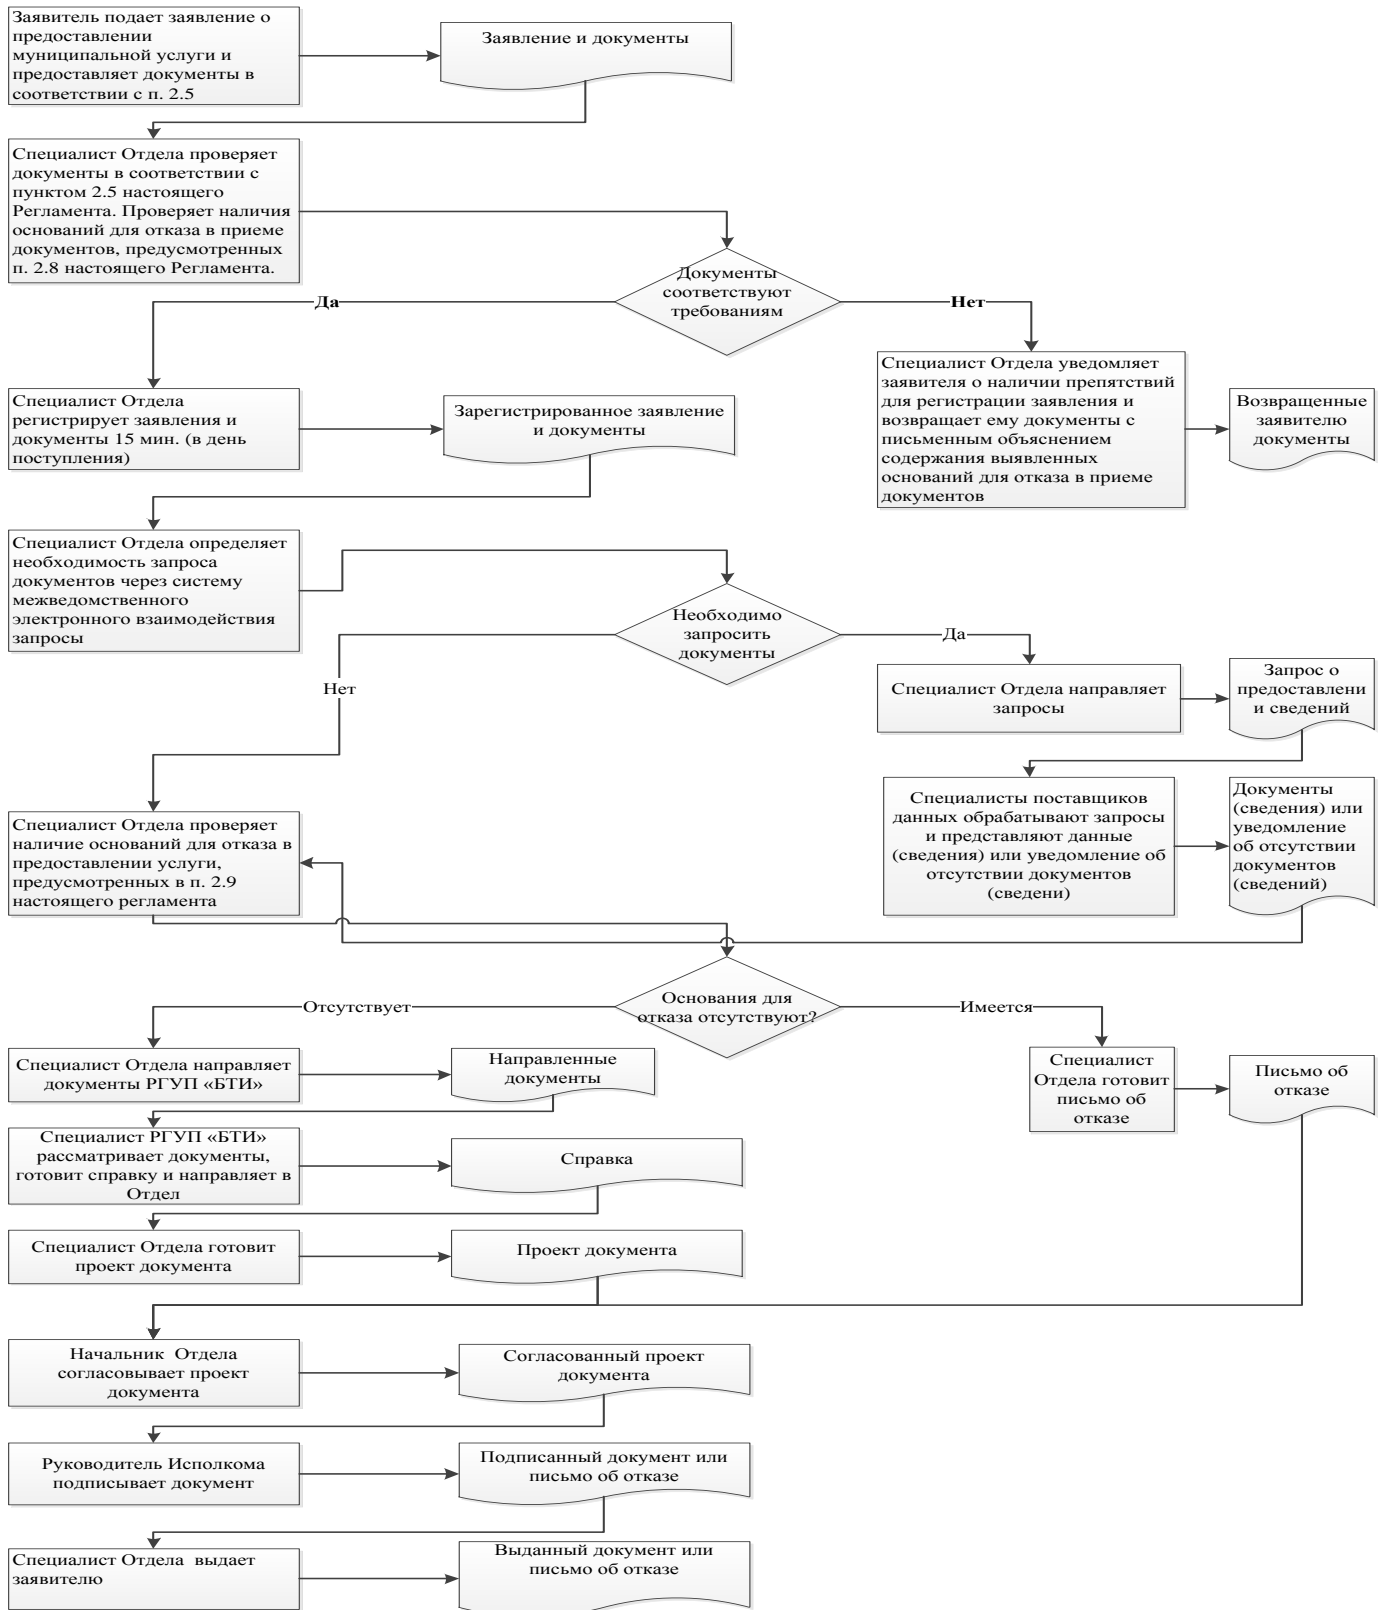 Заявитель подает заявление о
предоставлении
муниципальной услуги и
предоставляет документы в
соответствии с п. 2.5
Заявление и документы
Специалист Отдела проверяет
документы в соответствии с
пунктом 2.5 настоящего
Регламента. Проверяет наличия
оснований для отказа в приеме
документов, предусмотренных
п. 2.8 настоящего Регламента.
Документы
соответствуют
требованиям
Да
Нет
Специалист Отдела
регистрирует заявления и
документы 15 мин. (в день
поступления)
Зарегистрированное заявление
и документы
Специалист Отдела уведомляет
заявителя о наличии препятствий
для регистрации заявления и
возвращает ему документы с
письменным объяснением
содержания выявленных
оснований для отказа в приеме
документов
Возвращенные
заявителю
документы
Специалист Отдела определяет
необходимость запроса
документов через систему
межведомственного
электронного взаимодействия
запросы
Необходимо
запросить
документы
Да
Нет
Специалист Отдела направляет
запросы
Запрос о
предоставлени
и сведений
Специалисты поставщиков
данных обрабатывают запросы
и представляют данные
(сведения) или уведомление об
отсутствии документов
(сведени)
Документы
(сведения) или
уведомление
об отсутствии
документов
(сведений)
Специалист Отдела проверяет
наличие оснований для отказа в
предоставлении услуги,
предусмотренных в п. 2.9
настоящего регламента
Основания для
отказа отсутствуют?
Отсутствует
Имеется
Специалист Отдела направляет
документы РГУП «БТИ»
Направленные
документы
Специалист
Отдела готовит
письмо об
отказе
Письмо об
отказе
Специалист РГУП «БТИ»
рассматривает документы,
готовит справку и направляет в
Отдел
Справка
Специалист Отдела готовит
проект документа
Проект документа
Начальник  Отдела
согласовывает проект
документа
Согласованный проект
документа
Руководитель Исполкома
подписывает документ
Подписанный документ или
письмо об отказе
Специалист Отдела  выдает
заявителю
Выданный документ или
письмо об отказе